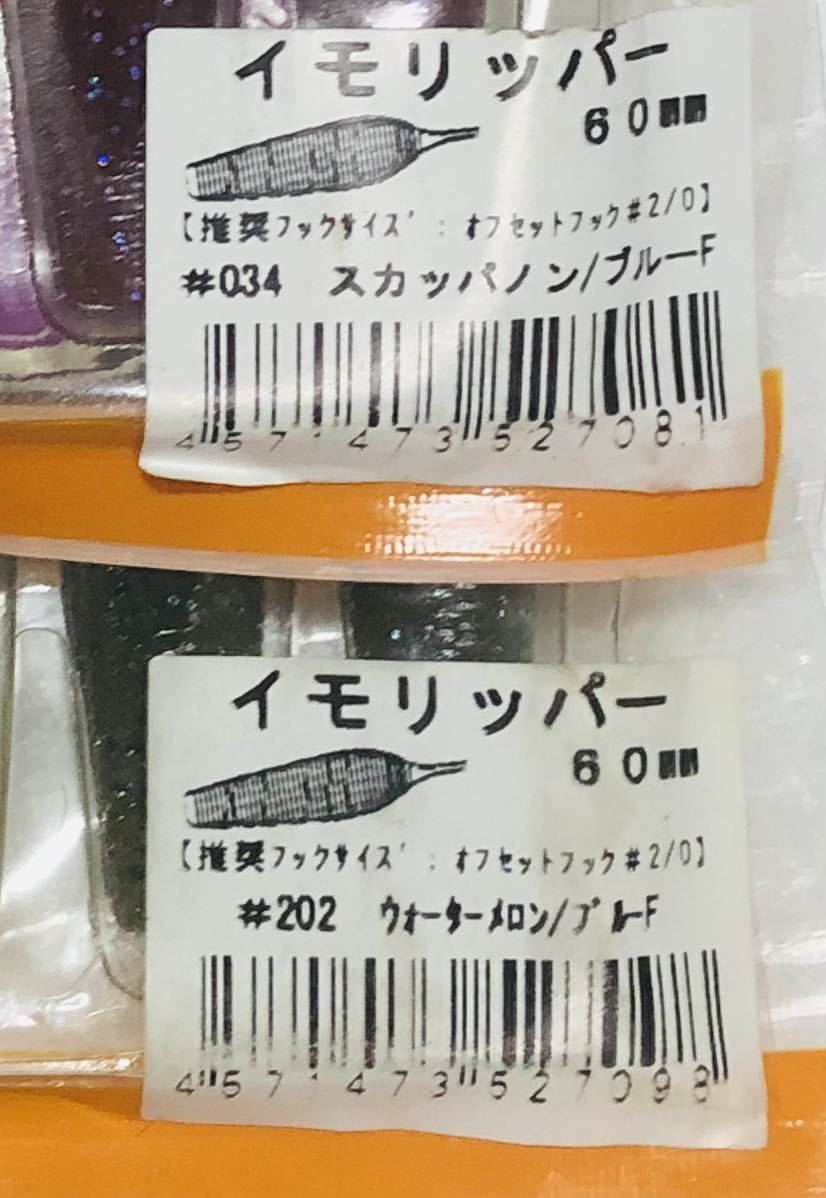 イモリッパー
60mm
【推奨フックサイズ：オフセットフック#2/0】
#034 スカッパノン/ブルーF
4571473527081
イモリッパー
60mm
【推奨フックサイズ：オフセットフック#2/0】
#202 ウォーターメロン/ブルーF
4571473527098